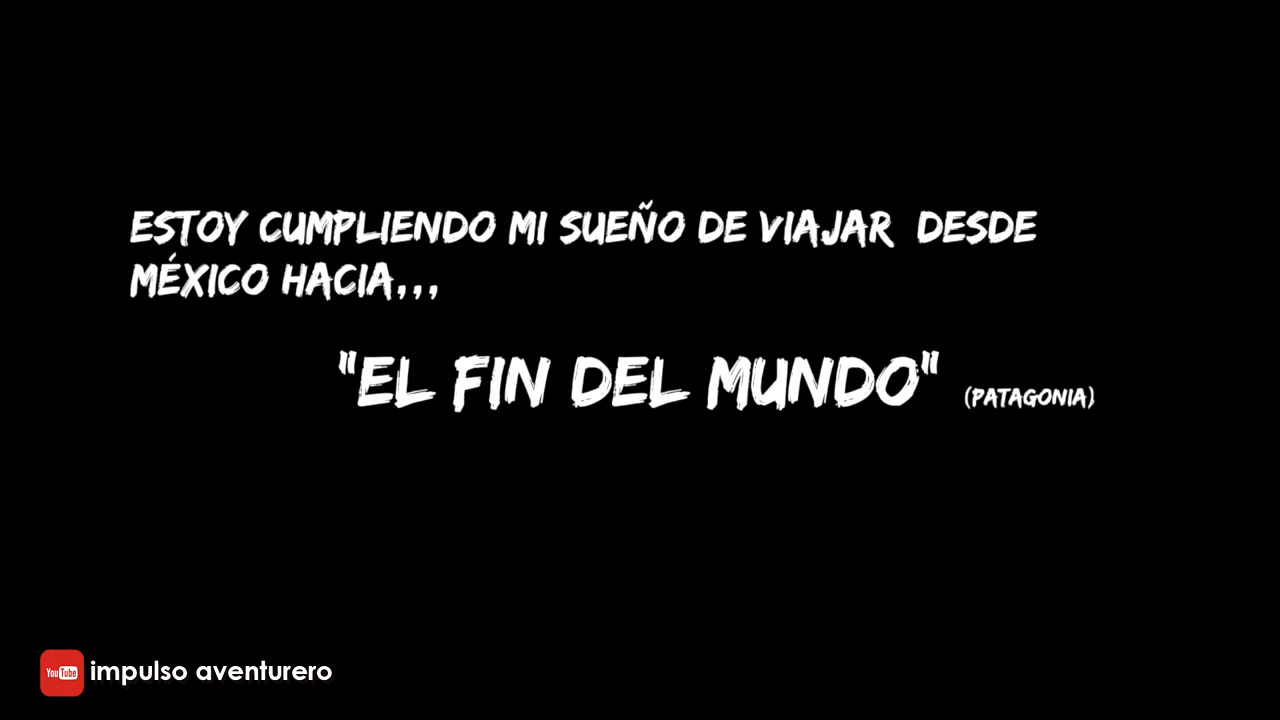 ESTOY CUMPLIENDO MI SUEÑO DE VIAJAR DESDE
MÉXICO HACIA,,,
"EL FIN DEL MUNDO" (PATAGONIA)
YouTube impulso aventurero